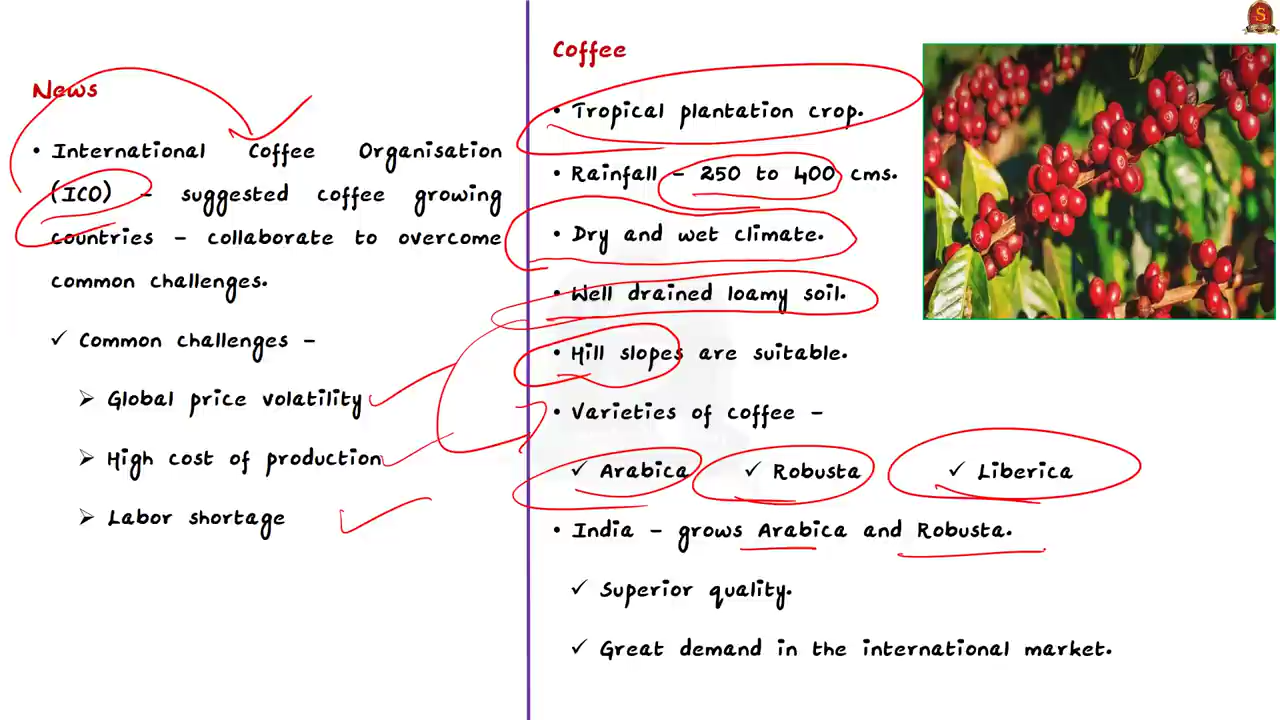 News
• International Coffee Organisation
(ICO) – suggested coffee growing
countries – collaborate to overcome
common challenges.
✓ Common challenges –
➢ Global price volatility
➢ High cost of production
➢ Labor shortage
Coffee
• Tropical plantation crop.
• Rainfall – 250 to 400 cms.
• Dry and wet climate.
• Well drained loamy soil.
• Hill slopes are suitable.
• Varieties of coffee –
✓ Arabica ✓ Robusta ✓ Liberica
• India – grows Arabica and Robusta.
✓ Superior quality.
✓ Great demand in the international market.